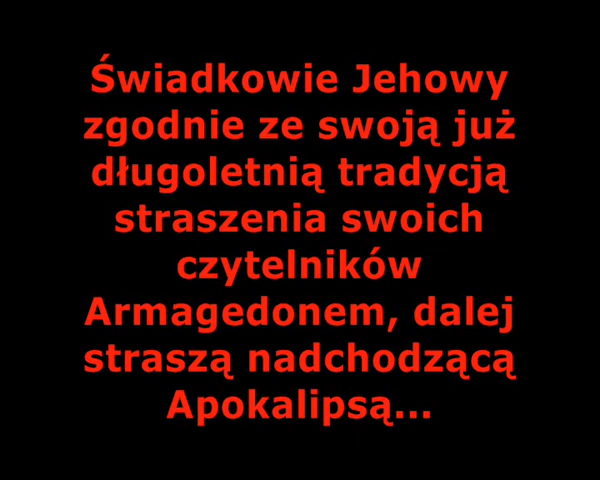 Świadkowie Jehowy
zgodnie ze swoją już
długoletnią tradycją
straszenia swoich
czytelników
Armagedonem, dalej
straszą nadchodzącą
Apokalipsą...